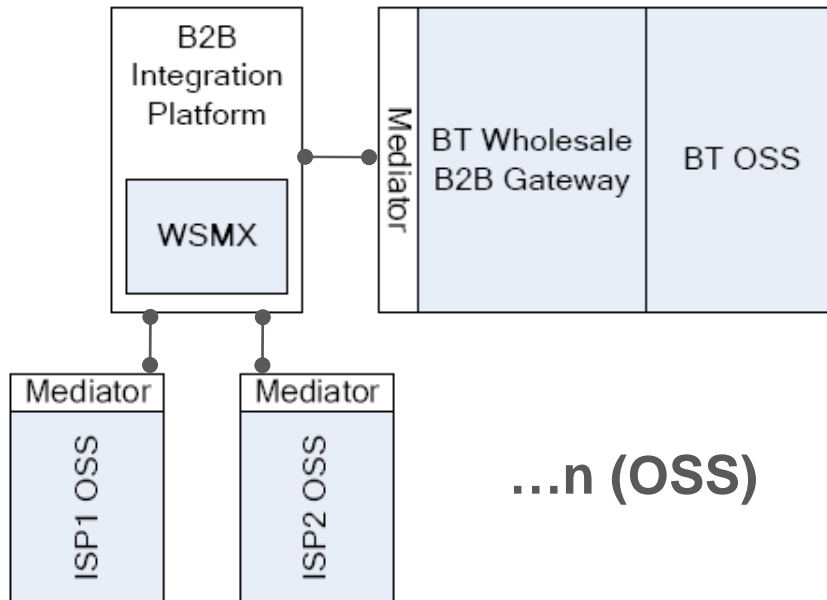 B2B
Integration
Platform
WSMX
Mediator
BT Wholesale
B2B Gateway
BT OSS
Mediator
ISP1 OSS
Mediator
ISP2 OSS
...n (OSS)